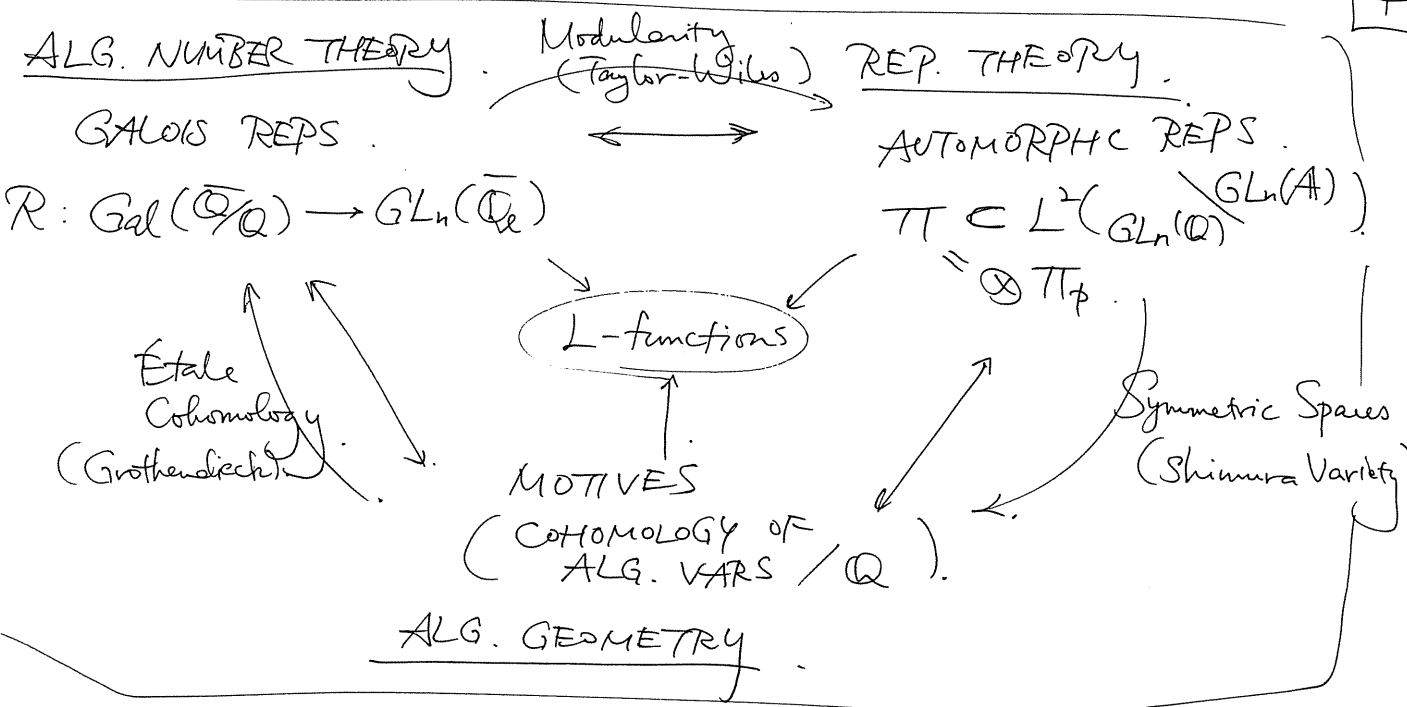 ALG. NUMBER THEORY.
Modularity
(Taylor-Wiles)
REP. THEORY.
GALOIS REPS.
AUTOMORPHC REPS.
R : Gal(Q̅/Q) → GLn(Q̅ℓ)
π ⊂ L²(GLn(Q)\GLn(A))
= ⊗ πp.
L-functions
Étale
Cohomology.
(Grothendieck).
Symmetric Spaces
(Shimura Variety)
MOTIVES
(COHOMOLOGY OF
ALG. VARS / Q).
ALG. GEOMETRY.